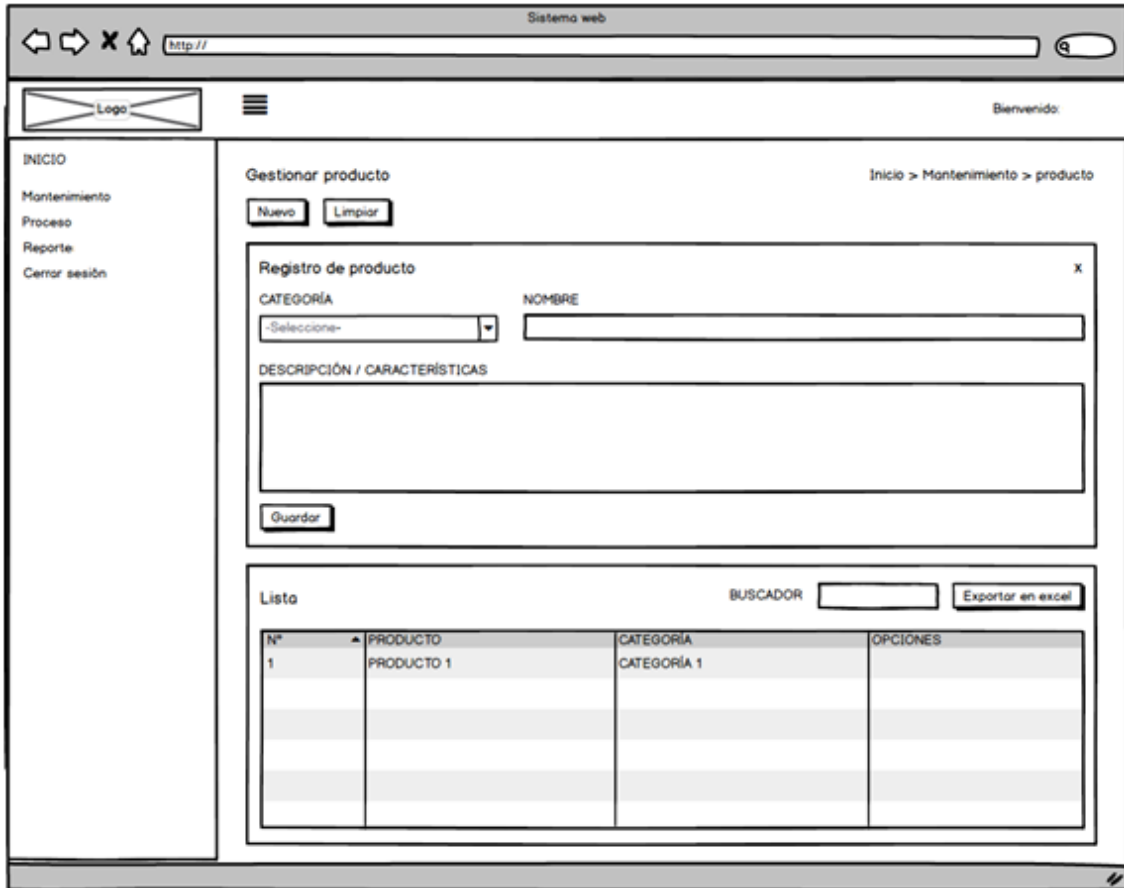 Sistema web
http://
Logo
Bienvenido:
INICIO
Mantenimiento
Proceso
Reporte
Cerrar sesiòn
Gestionar producto
Inicio > Mantenimiento > producto
Nuevo
Limpiar
Registro de producto
x
CATEGORÍA
NOMBRE
-Seleccione-
DESCRIPCIÓN / CARACTERÍSTICAS
Guardar
Lista
BUSCADOR
Exportar en excel
N° PRODUCTO CATEGORÍA OPCIONES
1 PRODUCTO 1 CATEGORÍA 1